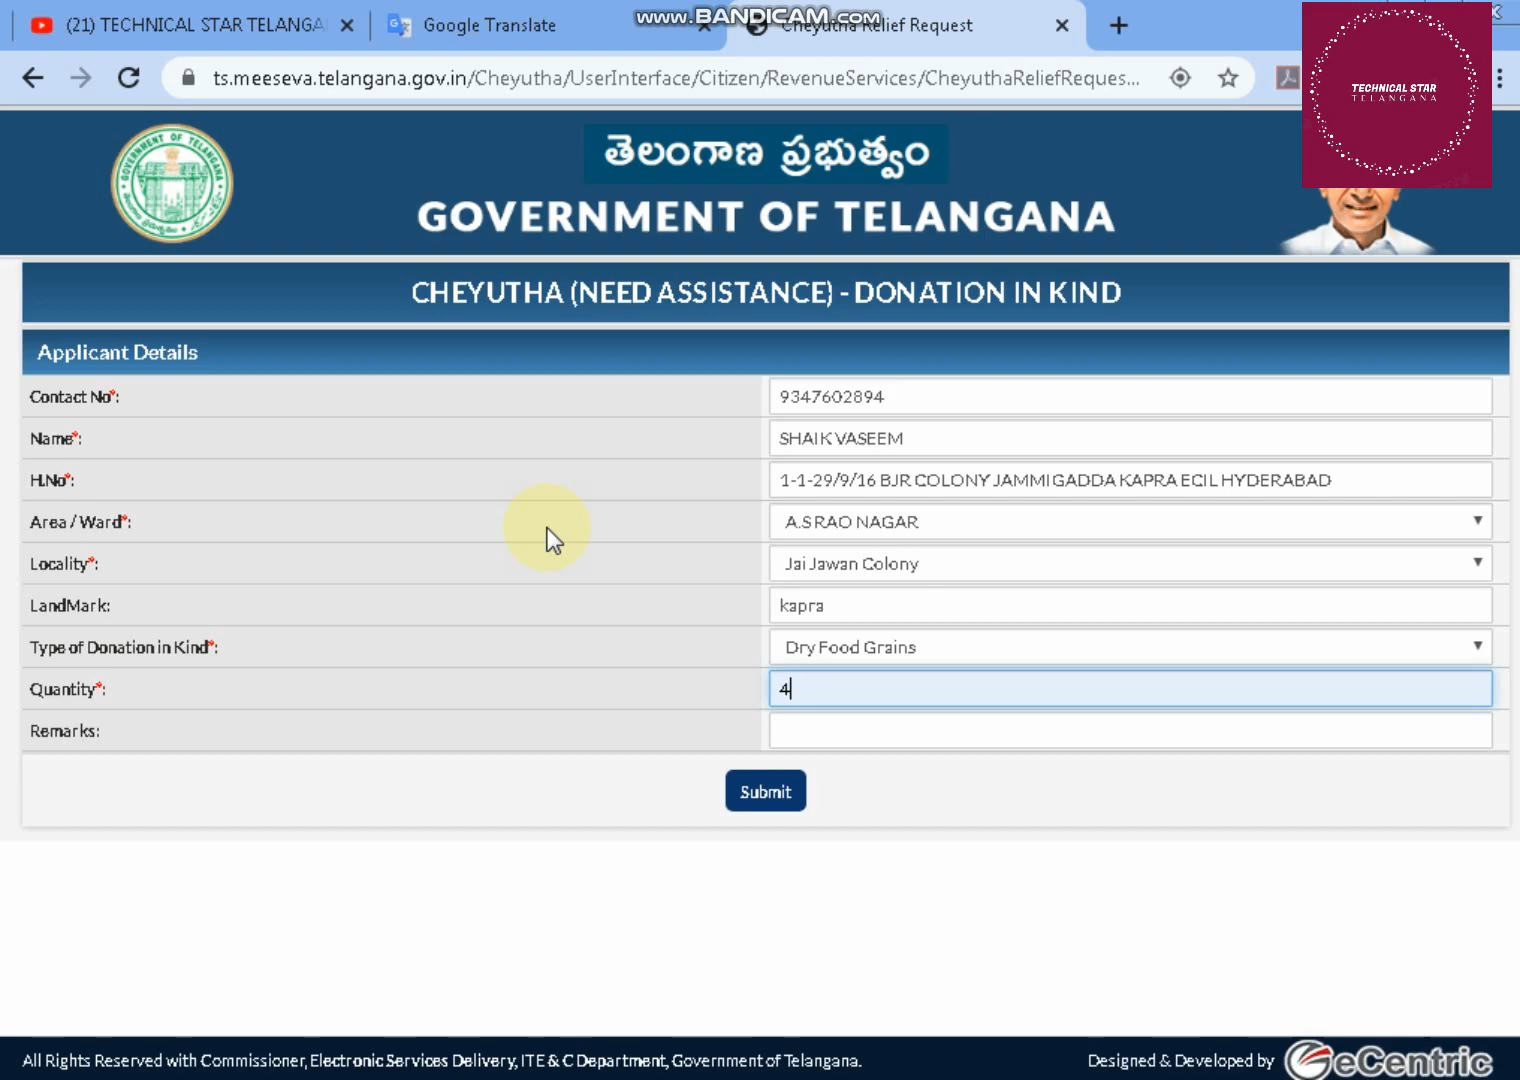 (21) TECHNICAL STAR TELANGA
Google Translate
www.BANDICAM.com
Cheyutha Relief Request
ts.meeseva.telangana.gov.in/Cheyutha/UserInterface/Citizen/RevenueServices/CheyuthaReliefReques...
TECHNICAL STAR
TELANGANA
తెలంగాణ ప్రభుత్వం
GOVERNMENT OF TELANGANA
CHEYUTHA (NEED ASSISTANCE) - DONATION IN KIND
Applicant Details
Contact No*: 9347602894
Name*: SHAIK VASEEM
H.No*: 1-1-29/9/16 BJR COLONY JAMMIGADDA KAPRA ECIL HYDERABAD
Area / Ward*: A.S RAO NAGAR
Locality*: Jai Jawan Colony
LandMark: kapra
Type of Donation in Kind*: Dry Food Grains
Quantity*: 4
Remarks:
Submit
All Rights Reserved with Commissioner, Electronic Services Delivery, ITE & C Department, Government of Telangana.
Designed & Developed by eCentric